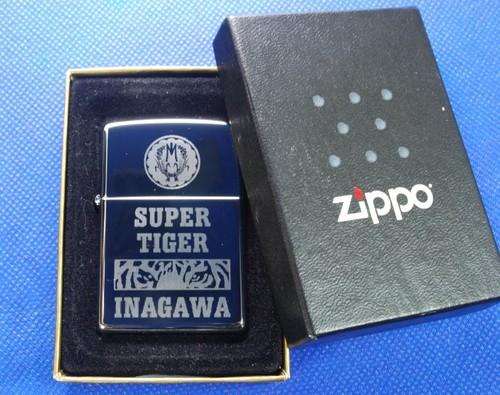 SUPER
TIGER
INAGAWA
zippo